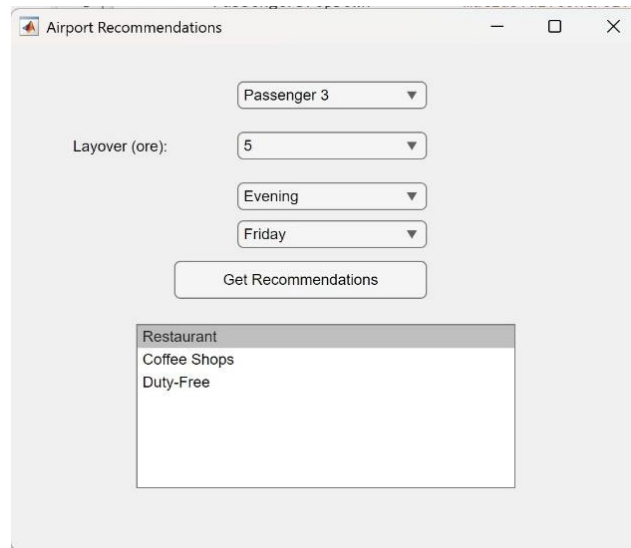 Airport Recommendations
Passenger 3
Layover (ore):
5
Evening
Friday
Get Recommendations
Restaurant
Coffee Shops
Duty-Free